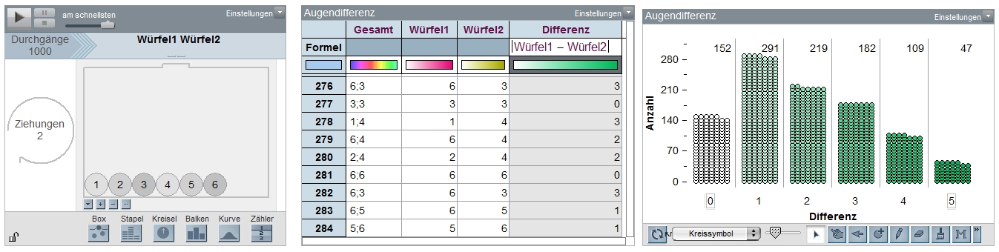 am schnellsten
Einstellungen
Durchgänge
1000
Würfel1 Würfel2
Ziehungen
2
1 2 3 4 5 6
Box Stapel Kreisel Balken Kurve Zähler
1
2
3
Augendifferenz
Einstellungen
Gesamt Würfel1 Würfel2 Differenz
Formel |Würfel1 – Würfel2|
276 6;3 6 3 3
277 3;3 3 3 0
278 1;4 1 4 3
279 6;4 6 4 2
280 2;4 2 4 2
281 6;6 6 6 0
282 6;3 6 3 3
283 6;5 6 5 1
284 5;6 5 6 1
Augendifferenz
Einstellungen
152 291 219 182 109 47
280
210
140
70
0
Anzahl
0 1 2 3 4 5
Differenz
Kreissymbol
M